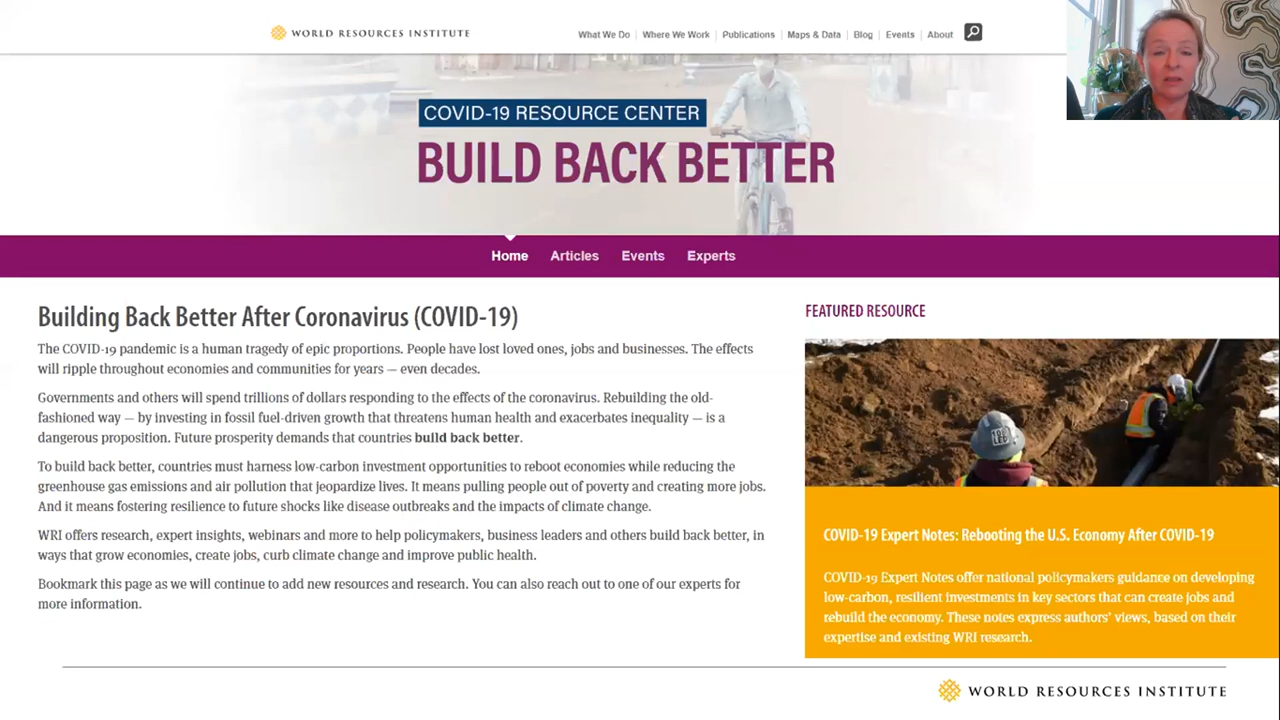 WORLD RESOURCES INSTITUTE
What We Do
Where We Work
Publications
Maps & Data
Blog
Events
About
COVID-19 RESOURCE CENTER
BUILD BACK BETTER
Home
Articles
Events
Experts
Building Back Better After Coronavirus (COVID-19)
The COVID-19 pandemic is a human tragedy of epic proportions. People have lost loved ones, jobs and businesses. The effects
will ripple throughout economies and communities for years — even decades.
Governments and others will spend trillions of dollars responding to the effects of the coronavirus. Rebuilding the old-
fashioned way — by investing in fossil fuel-driven growth that threatens human health and exacerbates inequality — is a
dangerous proposition. Future prosperity demands that countries build back better.
To build back better, countries must harness low-carbon investment opportunities to reboot economies while reducing the
greenhouse gas emissions and air pollution that jeopardize lives. It means pulling people out of poverty and creating more jobs.
And it means fostering resilience to future shocks like disease outbreaks and the impacts of climate change.
WRI offers research, expert insights, webinars and more to help policymakers, business leaders and others build back better, in
ways that grow economies, create jobs, curb climate change and improve public health.
Bookmark this page as we will continue to add new resources and research. You can also reach out to one of our experts for
more information.
FEATURED RESOURCE
COVID-19 Expert Notes: Rebooting the U.S. Economy After COVID-19
COVID-19 Expert Notes offer national policymakers guidance on developing
low-carbon, resilient investments in key sectors that can create jobs and
rebuild the economy. These notes express authors' views, based on their
expertise and existing WRI research.
WORLD RESOURCES INSTITUTE